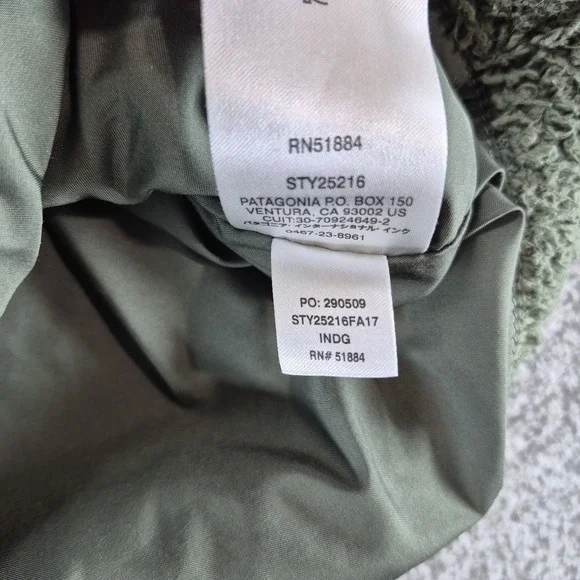 RN51884
STY25216
PATAGONIA P.O. BOX 150
VENTURA, CA 93002 US
CUIT:30-70924649-2
パタゴニア・インターナショナル・インク
0467-23-8961
PO: 290509
STY25216FA17
INDG
RN# 51884